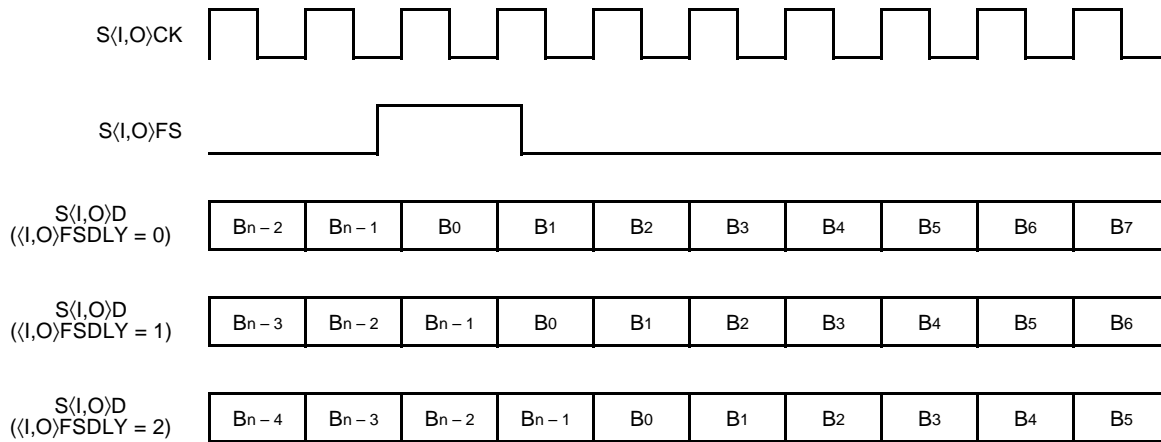 S⟨I,O⟩CK
S⟨I,O⟩FS
S⟨I,O⟩D
(⟨I,O⟩FSDLY = 0)
Bn – 2 Bn – 1 B0 B1 B2 B3 B4 B5 B6 B7
S⟨I,O⟩D
(⟨I,O⟩FSDLY = 1)
Bn – 3 Bn – 2 Bn – 1 B0 B1 B2 B3 B4 B5 B6
S⟨I,O⟩D
(⟨I,O⟩FSDLY = 2)
Bn – 4 Bn – 3 Bn – 2 Bn – 1 B0 B1 B2 B3 B4 B5